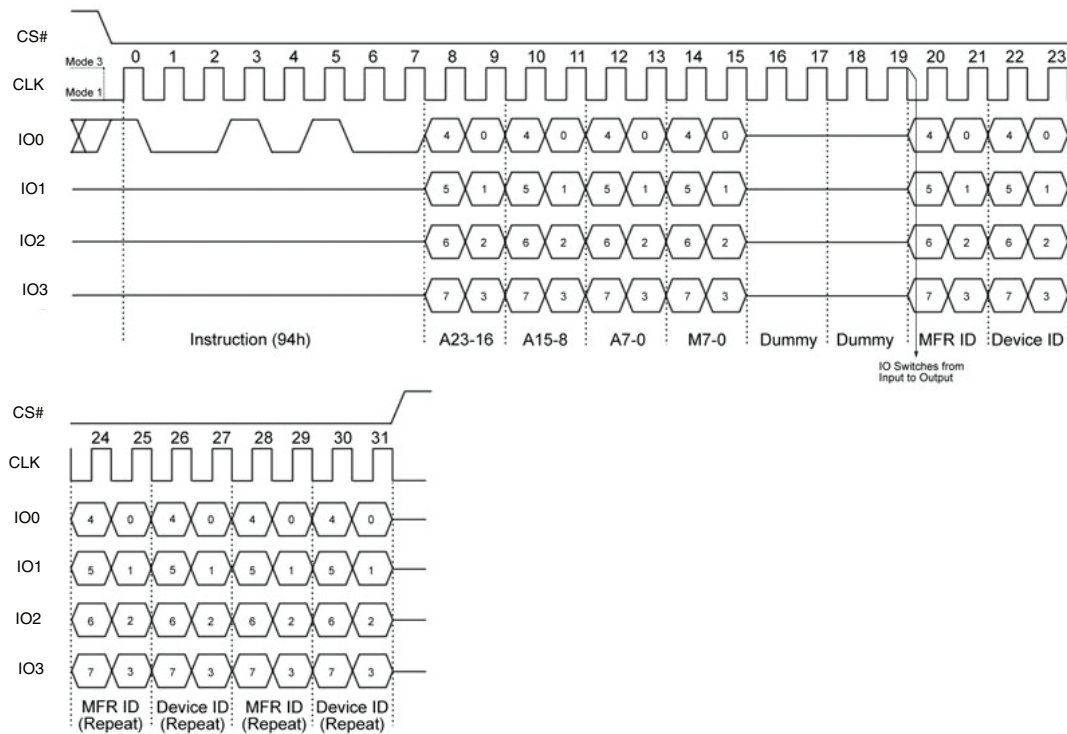 CS#
Mode 3
0 1 2 3 4 5 6 7 8 9 10 11 12 13 14 15 16 17 18 19 20 21 22 23
CLK
Mode 1
IO0 4 0 4 0 4 0 4 0 4 0 4 0
IO1 5 1 5 1 5 1 5 1 5 1 5 1
IO2 6 2 6 2 6 2 6 2 6 2 6 2
IO3 7 3 7 3 7 3 7 3 7 3 7 3
Instruction (94h) A23-16 A15-8 A7-0 M7-0 Dummy Dummy MFR ID Device ID
IO Switches from
Input to Output
CS#
24 25 26 27 28 29 30 31
CLK
IO0 4 0 4 0 4 0 4 0
IO1 5 1 5 1 5 1 5 1
IO2 6 2 6 2 6 2 6 2
IO3 7 3 7 3 7 3 7 3
MFR ID Device ID MFR ID Device ID
(Repeat) (Repeat) (Repeat) (Repeat)